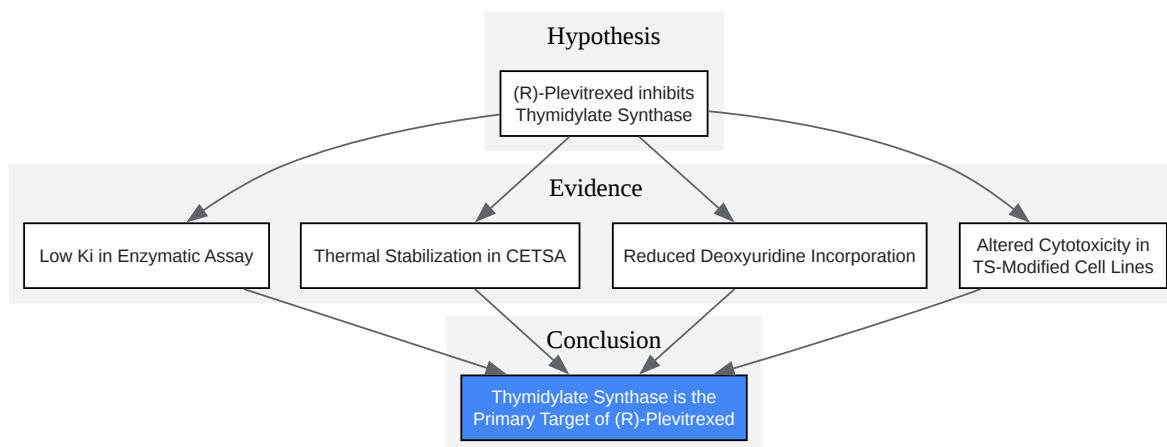 Hypothesis
(R)-Plevitrexed inhibits
Thymidylate Synthase
Evidence
Low Ki in Enzymatic Assay
Thermal Stabilization in CETSA
Reduced Deoxyuridine Incorporation
Altered Cytotoxicity in
TS-Modified Cell Lines
Conclusion
Thymidylate Synthase is the
Primary Target of (R)-Plevitrexed